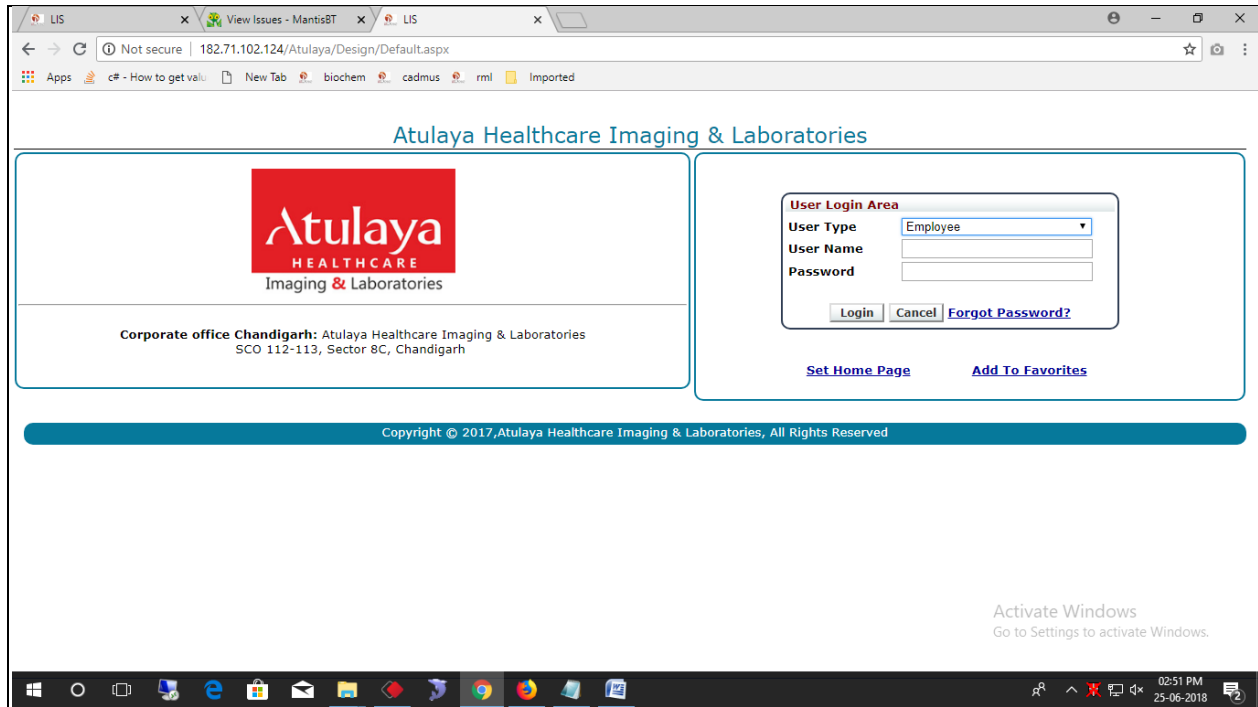 LIS
View Issues - MantisBT
LIS
Not secure | 182.71.102.124/Atulaya/Design/Default.aspx
Apps c# - How to get valu New Tab biochem cadmus rml Imported
Atulaya Healthcare Imaging & Laboratories
Atulaya
HEALTHCARE
Imaging & Laboratories
Corporate office Chandigarh: Atulaya Healthcare Imaging & Laboratories
SCO 112-113, Sector 8C, Chandigarh
User Login Area
User Type Employee
User Name
Password
Login Cancel Forgot Password?
Set Home Page Add To Favorites
Copyright © 2017,Atulaya Healthcare Imaging & Laboratories, All Rights Reserved
Activate Windows
Go to Settings to activate Windows.
02:51 PM
25-06-2018
2